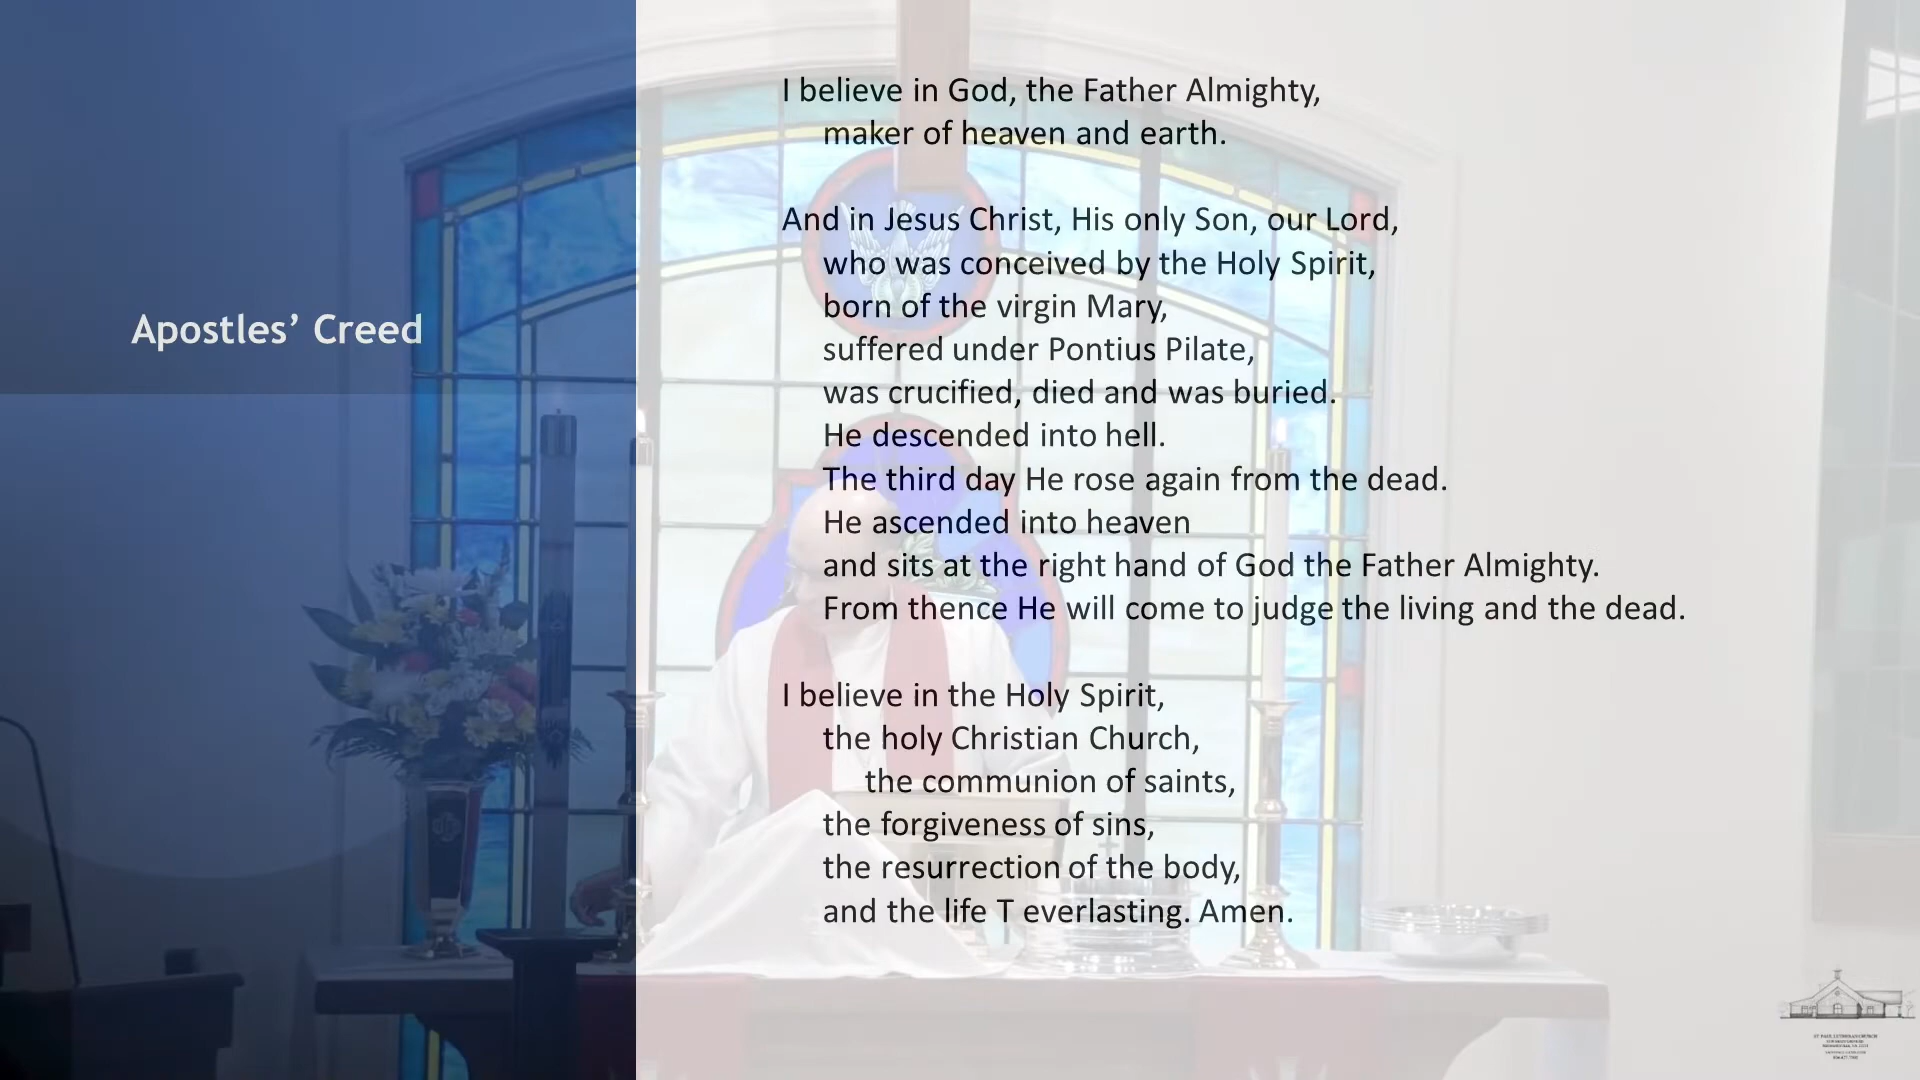 Apostles’ Creed
I believe in God, the Father Almighty,
maker of heaven and earth.
And in Jesus Christ, His only Son, our Lord,
who was conceived by the Holy Spirit,
born of the virgin Mary,
suffered under Pontius Pilate,
was crucified, died and was buried.
He descended into hell.
The third day He rose again from the dead.
He ascended into heaven
and sits at the right hand of God the Father Almighty.
From thence He will come to judge the living and the dead.
I believe in the Holy Spirit,
the holy Christian Church,
the communion of saints,
the forgiveness of sins,
the resurrection of the body,
and the life T everlasting. Amen.
ST. PAUL LUTHERAN CHURCH